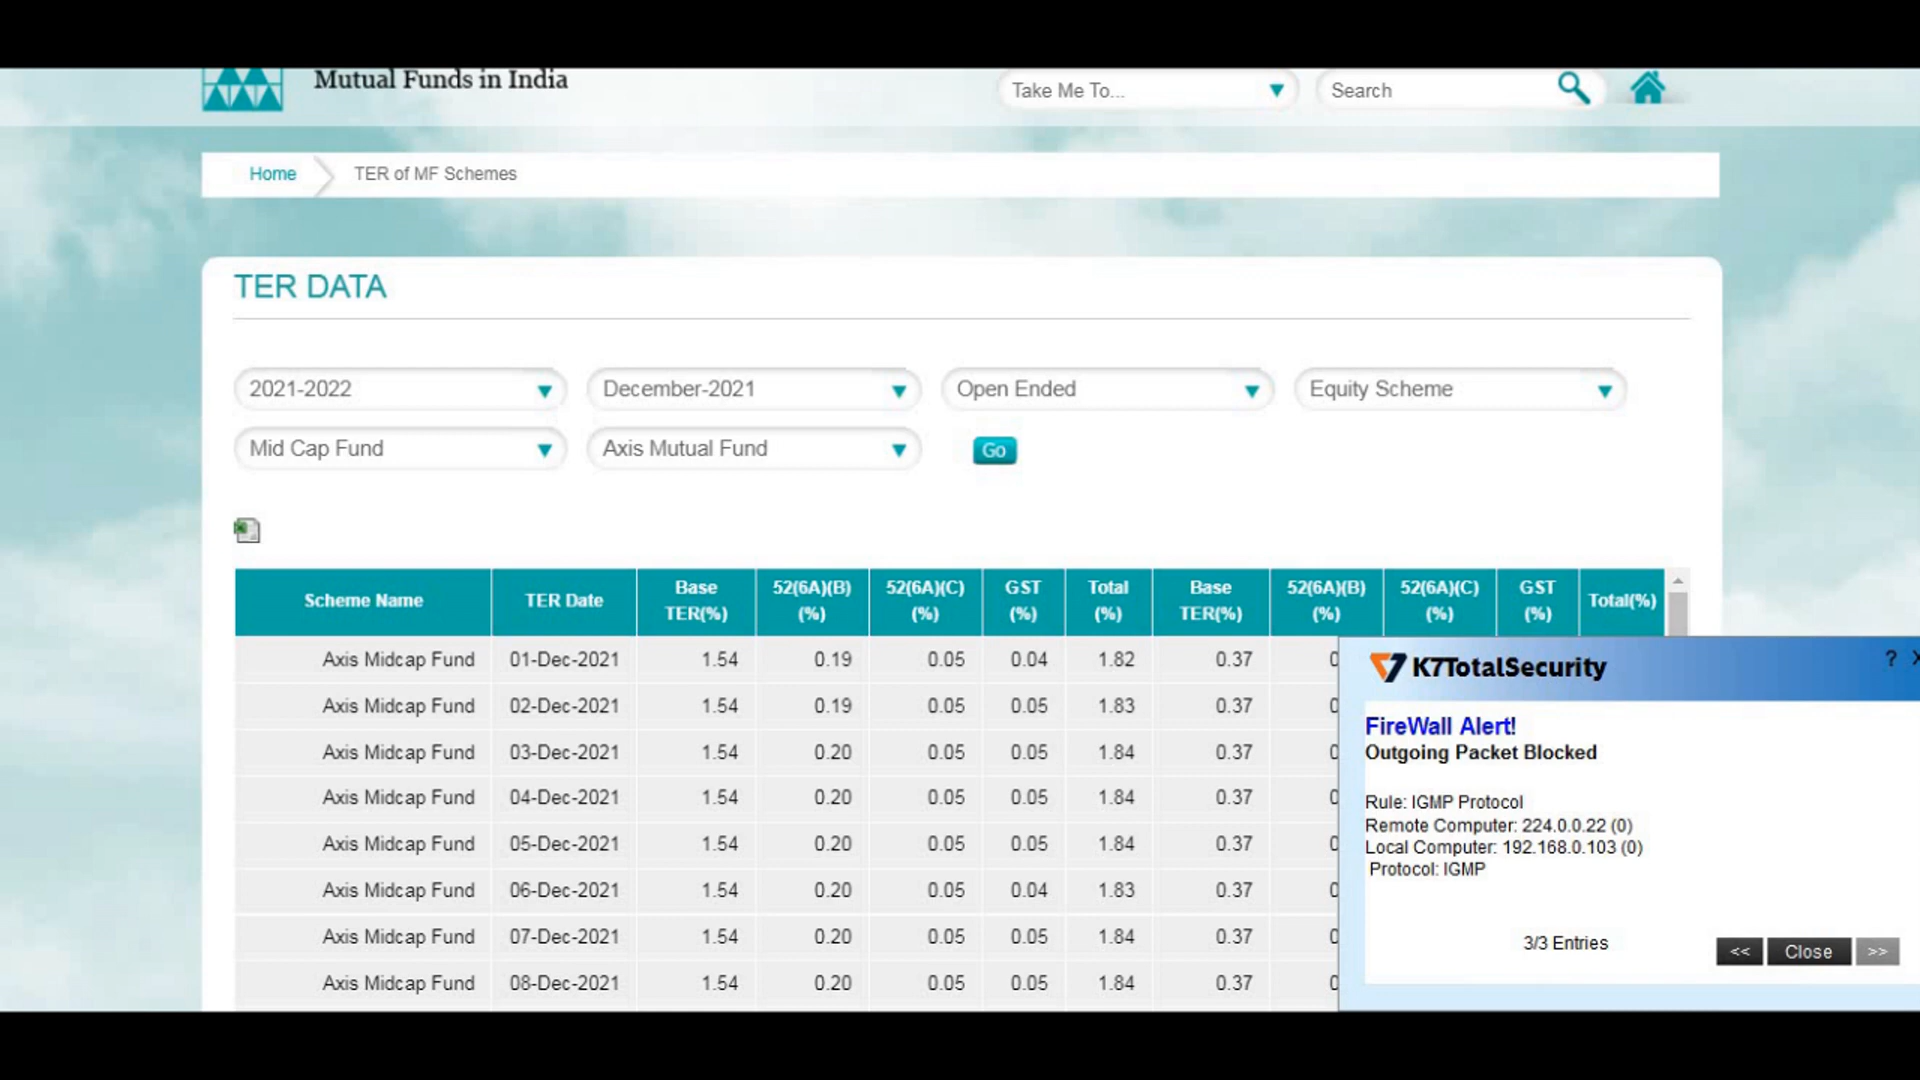 Mutual Funds in India
Take Me To...
Search
Home
TER of MF Schemes
TER DATA
2021-2022
December-2021
Open Ended
Equity Scheme
Mid Cap Fund
Axis Mutual Fund
Go
Scheme Name TER Date Base TER(%) 52(6A)(B) (%) 52(6A)(C) (%) GST (%) Total (%) Base TER(%) 52(6A)(B) (%) 52(6A)(C) (%) GST (%) Total(%)
Axis Midcap Fund 01-Dec-2021 1.54 0.19 0.05 0.04 1.82 0.37
Axis Midcap Fund 02-Dec-2021 1.54 0.19 0.05 0.05 1.83 0.37
Axis Midcap Fund 03-Dec-2021 1.54 0.20 0.05 0.05 1.84 0.37
Axis Midcap Fund 04-Dec-2021 1.54 0.20 0.05 0.05 1.84 0.37
Axis Midcap Fund 05-Dec-2021 1.54 0.20 0.05 0.05 1.84 0.37
Axis Midcap Fund 06-Dec-2021 1.54 0.20 0.05 0.04 1.83 0.37
Axis Midcap Fund 07-Dec-2021 1.54 0.20 0.05 0.05 1.84 0.37
Axis Midcap Fund 08-Dec-2021 1.54 0.20 0.05 0.05 1.84 0.37
K7TotalSecurity
? X
FireWall Alert!
Outgoing Packet Blocked
Rule: IGMP Protocol
Remote Computer: 224.0.0.22 (0)
Local Computer: 192.168.0.103 (0)
Protocol: IGMP
3/3 Entries
<< Close >>